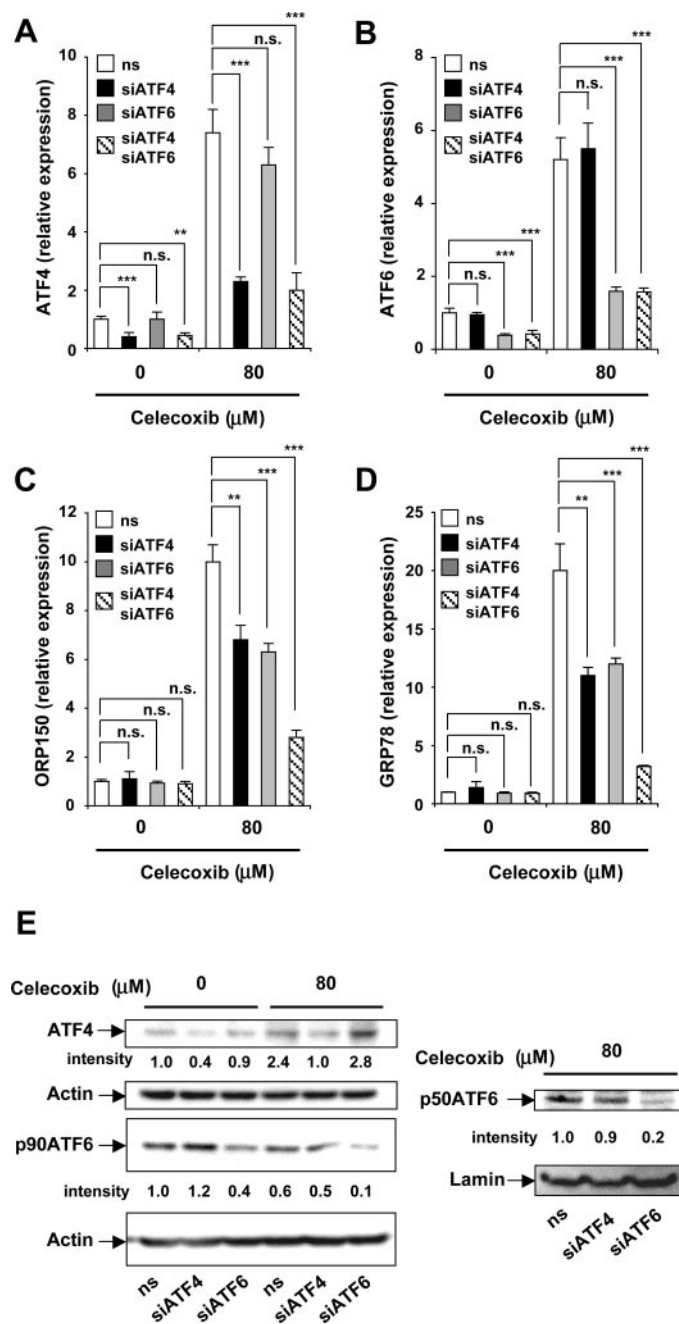 A
ATF4 (relative expression)
10
8
6
4
2
0
ns
siATF4
siATF6
siATF4
siATF6
***
n.s.
***
**
n.s.
***
0
80
Celecoxib (μM)
B
ATF6 (relative expression)
8
6
4
2
0
ns
siATF4
siATF6
siATF4
siATF6
***
***
n.s.
***
***
n.s.
0
80
Celecoxib (μM)
C
ORP150 (relative expression)
12
10
8
6
4
2
0
ns
siATF4
siATF6
siATF4
siATF6
***
***
**
n.s.
n.s.
n.s.
0
80
Celecoxib (μM)
D
GRP78 (relative expression)
25
20
15
10
5
0
ns
siATF4
siATF6
siATF4
siATF6
***
***
**
n.s.
n.s.
n.s.
0
80
Celecoxib (μM)
E
Celecoxib (μM) 0 80
ATF4
intensity 1.0 0.4 0.9 2.4 1.0 2.8
Actin
p90ATF6
intensity 1.0 1.2 0.4 0.6 0.5 0.1
Actin
ns siATF4 siATF6 ns siATF4 siATF6
Celecoxib (μM) 80
p50ATF6
intensity 1.0 0.9 0.2
Lamin
ns siATF4 siATF6